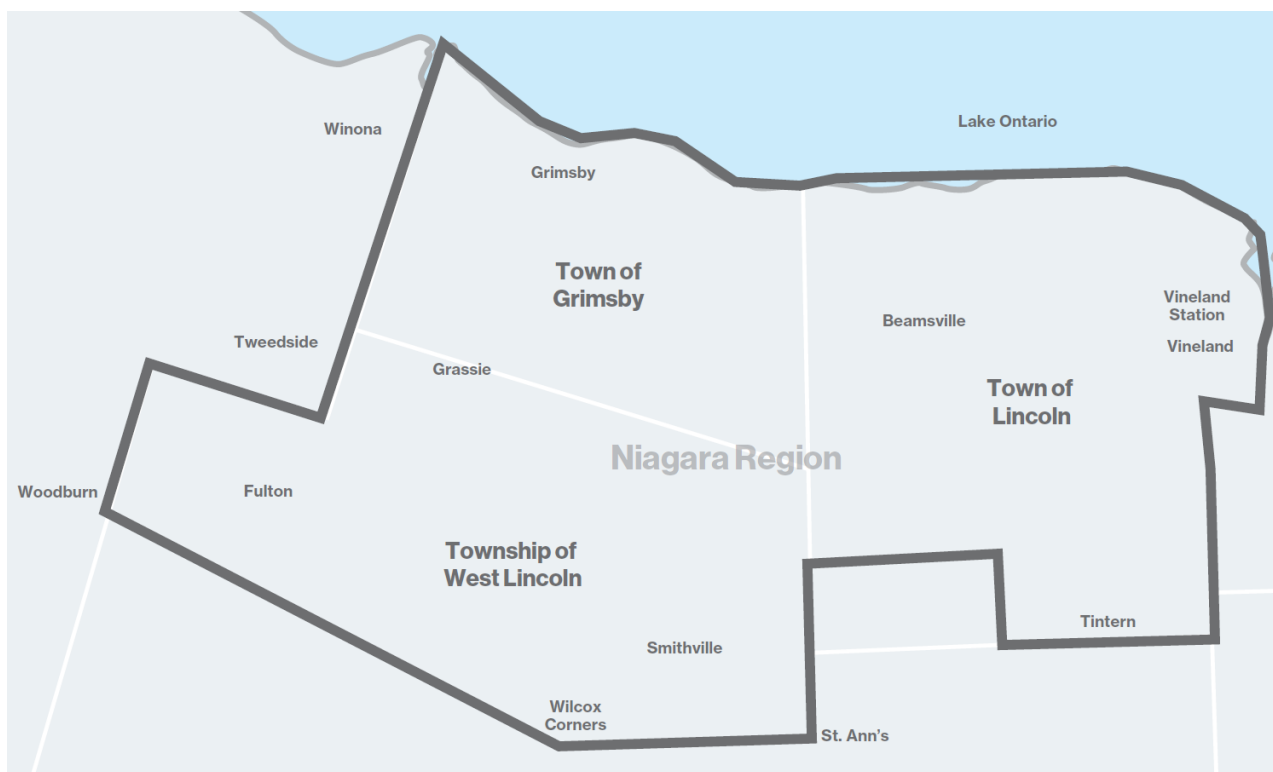 Lake Ontario
Winona
Grimsby
Town of
Grimsby
Vineland
Station
Beamsville
Tweedside
Vineland
Grassie
Town of
Lincoln
Niagara Region
Woodburn
Fulton
Township of
West Lincoln
Tintern
Smithville
Wilcox
Corners
St. Ann's